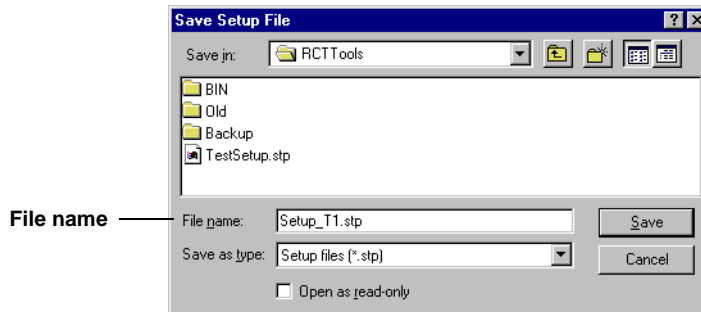 Save Setup File
Save in:
RCTTools
BIN
Old
Backup
TestSetup.stp
File name
File name:
Setup_T1.stp
Save
Save as type:
Setup files (*.stp)
Cancel
Open as read-only